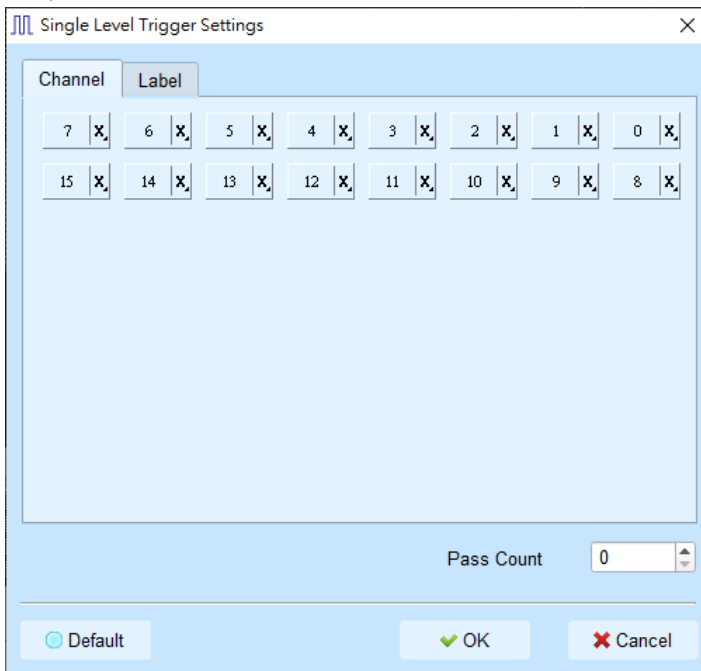 Single Level Trigger Settings
Channel Label
7 X 6 X 5 X 4 X 3 X 2 X 1 X 0 X
15 X 14 X 13 X 12 X 11 X 10 X 9 X 8 X
Pass Count 0
Default OK Cancel